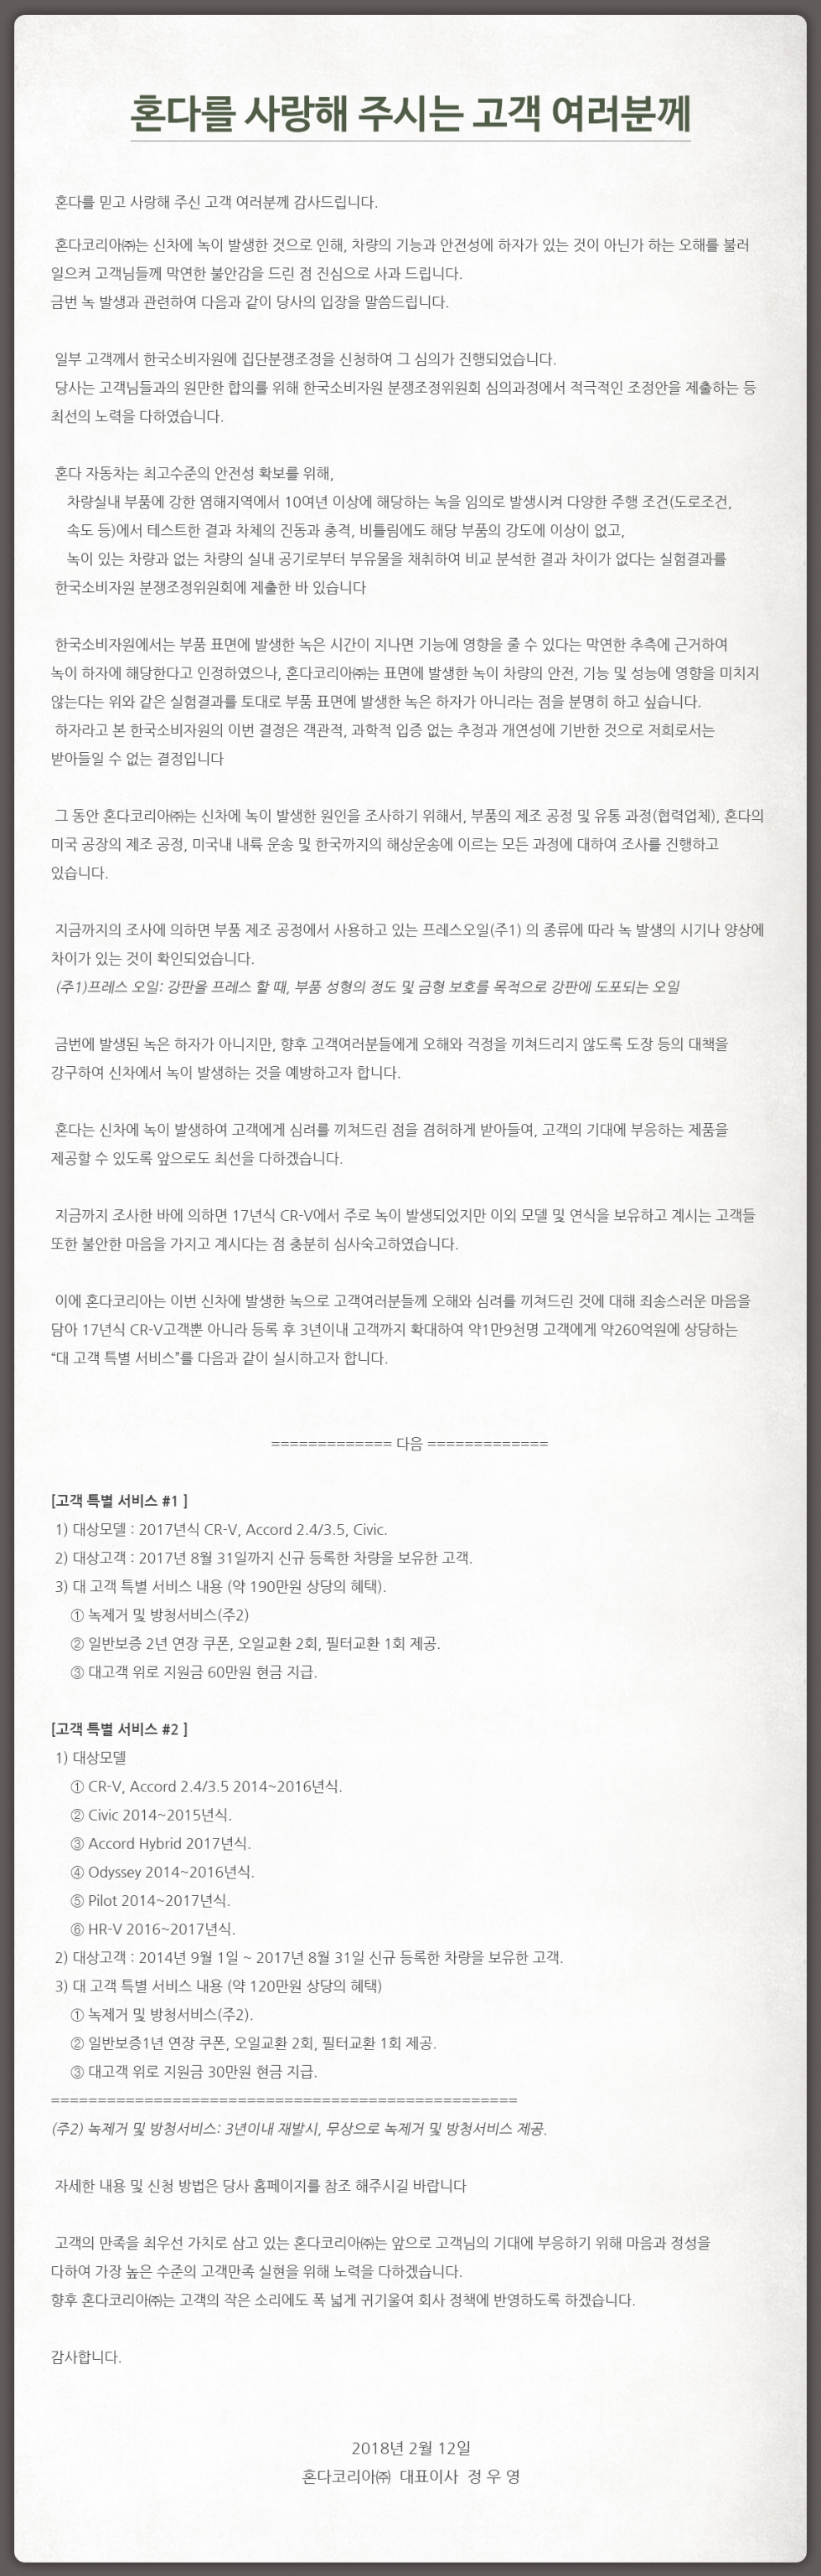 혼다를 사랑해 주시는 고객 여러분께
혼다를 믿고 사랑해 주신 고객 여러분께 감사드립니다.
혼다코리아㈜는 신차에 녹이 발생한 것으로 인해, 차량의 기능과 안전성에 하자가 있는 것이 아닌가 하는 오해를 불러
일으켜 고객님들께 막연한 불안감을 드린 점 진심으로 사과 드립니다.
금번 녹 발생과 관련하여 다음과 같이 당사의 입장을 말씀드립니다.
일부 고객께서 한국소비자원에 집단분쟁조정을 신청하여 그 심의가 진행되었습니다.
당사는 고객님들과의 원만한 합의를 위해 한국소비자원 분쟁조정위원회 심의과정에서 적극적인 조정안을 제출하는 등
최선의 노력을 다하였습니다.
혼다 자동차는 최고수준의 안전성 확보를 위해,
차량실내 부품에 강한 염해지역에서 10여년 이상에 해당하는 녹을 임의로 발생시켜 다양한 주행 조건(도로조건,
속도 등)에서 테스트한 결과 차체의 진동과 충격, 비틀림에도 해당 부품의 강도에 이상이 없고,
녹이 있는 차량과 없는 차량의 실내 공기로부터 부유물을 채취하여 비교 분석한 결과 차이가 없다는 실험결과를
한국소비자원 분쟁조정위원회에 제출한 바 있습니다
한국소비자원에서는 부품 표면에 발생한 녹은 시간이 지나면 기능에 영향을 줄 수 있다는 막연한 추측에 근거하여
녹이 하자에 해당한다고 인정하였으나, 혼다코리아㈜는 표면에 발생한 녹이 차량의 안전, 기능 및 성능에 영향을 미치지
않는다는 위와 같은 실험결과를 토대로 부품 표면에 발생한 녹은 하자가 아니라는 점을 분명히 하고 싶습니다.
하자라고 본 한국소비자원의 이번 결정은 객관적, 과학적 입증 없는 추정과 개연성에 기반한 것으로 저희로서는
받아들일 수 없는 결정입니다
그 동안 혼다코리아㈜는 신차에 녹이 발생한 원인을 조사하기 위해서, 부품의 제조 공정 및 유통 과정(협력업체), 혼다의
미국 공장의 제조 공정, 미국내 내륙 운송 및 한국까지의 해상운송에 이르는 모든 과정에 대하여 조사를 진행하고
있습니다.
지금까지의 조사에 의하면 부품 제조 공정에서 사용하고 있는 프레스오일(주1) 의 종류에 따라 녹 발생의 시기나 양상에
차이가 있는 것이 확인되었습니다.
(주1)프레스 오일: 강판을 프레스 할 때, 부품 성형의 정도 및 금형 보호를 목적으로 강판에 도포되는 오일
금번에 발생된 녹은 하자가 아니지만, 향후 고객여러분들에게 오해와 걱정을 끼쳐드리지 않도록 도장 등의 대책을
강구하여 신차에서 녹이 발생하는 것을 예방하고자 합니다.
혼다는 신차에 녹이 발생하여 고객에게 심려를 끼쳐드린 점을 겸허하게 받아들여, 고객의 기대에 부응하는 제품을
제공할 수 있도록 앞으로도 최선을 다하겠습니다.
지금까지 조사한 바에 의하면 17년식 CR-V에서 주로 녹이 발생되었지만 이외 모델 및 연식을 보유하고 계시는 고객들
또한 불안한 마음을 가지고 계시다는 점 충분히 심사숙고하였습니다.
이에 혼다코리아는 이번 신차에 발생한 녹으로 고객여러분들께 오해와 심려를 끼쳐드린 것에 대해 죄송스러운 마음을
담아 17년식 CR-V고객뿐 아니라 등록 후 3년이내 고객까지 확대하여 약1만9천명 고객에게 약260억원에 상당하는
“대 고객 특별 서비스”를 다음과 같이 실시하고자 합니다.
============= 다음 =============
[고객 특별 서비스 #1 ]
1) 대상모델 : 2017년식 CR-V, Accord 2.4/3.5, Civic.
2) 대상고객 : 2017년 8월 31일까지 신규 등록한 차량을 보유한 고객.
3) 대 고객 특별 서비스 내용 (약 190만원 상당의 혜택).
① 녹제거 및 방청서비스(주2)
② 일반보증 2년 연장 쿠폰, 오일교환 2회, 필터교환 1회 제공.
③ 대고객 위로 지원금 60만원 현금 지급.
[고객 특별 서비스 #2 ]
1) 대상모델
① CR-V, Accord 2.4/3.5 2014~2016년식.
② Civic 2014~2015년식.
③ Accord Hybrid 2017년식.
④ Odyssey 2014~2016년식.
⑤ Pilot 2014~2017년식.
⑥ HR-V 2016~2017년식.
2) 대상고객 : 2014년 9월 1일 ~ 2017년 8월 31일 신규 등록한 차량을 보유한 고객.
3) 대 고객 특별 서비스 내용 (약 120만원 상당의 혜택)
① 녹제거 및 방청서비스(주2).
② 일반보증1년 연장 쿠폰, 오일교환 2회, 필터교환 1회 제공.
③ 대고객 위로 지원금 30만원 현금 지급.
==================================================
(주2) 녹제거 및 방청서비스: 3년이내 재발시, 무상으로 녹제거 및 방청서비스 제공.
자세한 내용 및 신청 방법은 당사 홈페이지를 참조 해주시길 바랍니다
고객의 만족을 최우선 가치로 삼고 있는 혼다코리아㈜는 앞으로 고객님의 기대에 부응하기 위해 마음과 정성을
다하여 가장 높은 수준의 고객만족 실현을 위해 노력을 다하겠습니다.
향후 혼다코리아㈜는 고객의 작은 소리에도 폭 넓게 귀기울여 회사 정책에 반영하도록 하겠습니다.
감사합니다.
2018년 2월 12일
혼다코리아㈜ 대표이사 정 우 영